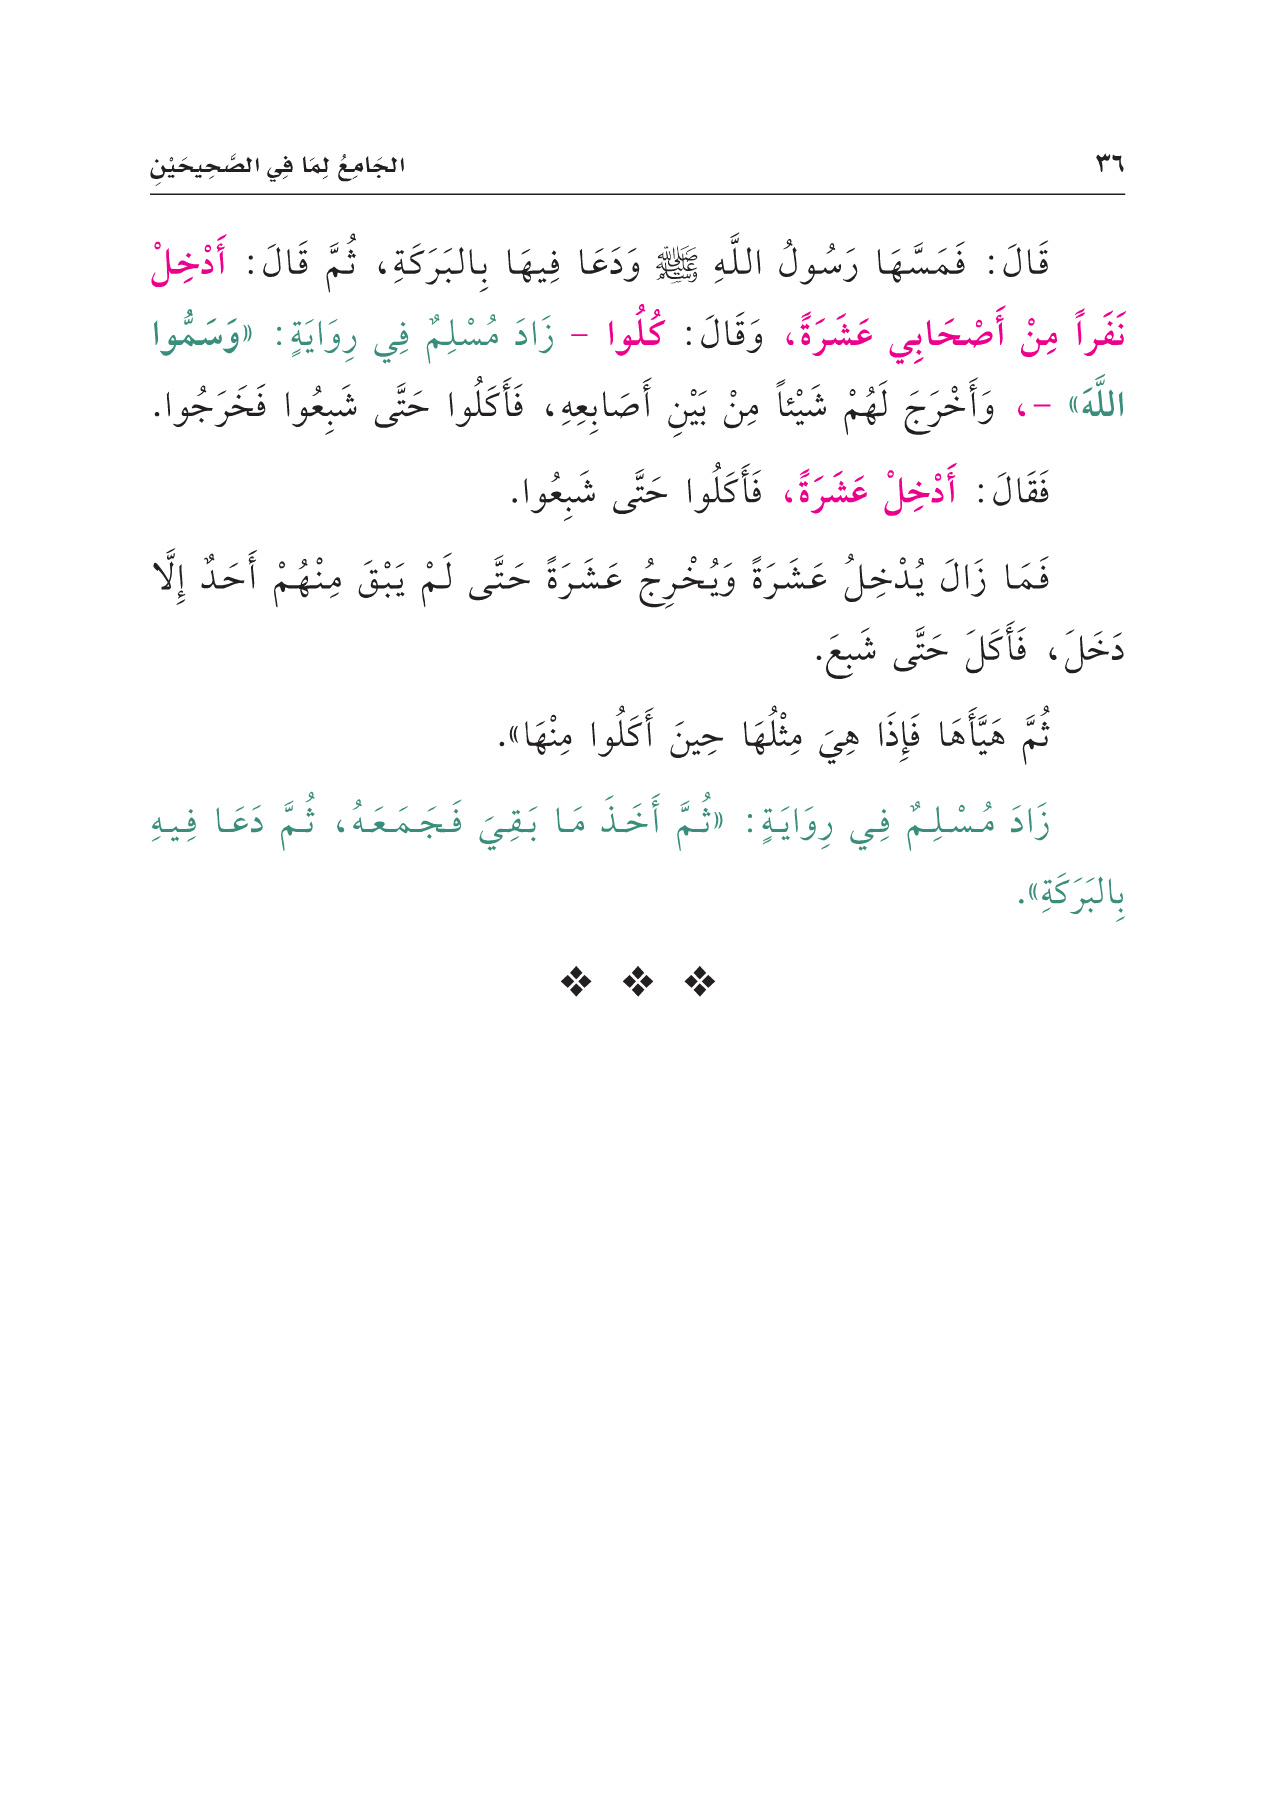 ٣٦
الجَامِعُ لِمَا فِي الصَّحِيحَيْنِ
قَالَ: فَمَسَّهَا رَسُولُ اللَّهِ ﷺ وَدَعَا فِيهَا بِالبَرَكَةِ، ثُمَّ قَالَ: أَدْخِلْ
نَفَراً مِنْ أَصْحَابِي عَشَرَةً، وَقَالَ: كُلُوا - زَادَ مُسْلِمٌ فِي رِوَايَةٍ: «وَسَمُّوا
اللَّهَ» -، وَأَخْرَجَ لَهُمْ شَيْئاً مِنْ بَيْنِ أَصَابِعِهِ، فَأَكَلُوا حَتَّى شَبِعُوا فَخَرَجُوا.
فَقَالَ: أَدْخِلْ عَشَرَةً، فَأَكَلُوا حَتَّى شَبِعُوا.
فَمَا زَالَ يُدْخِلُ عَشَرَةً وَيُخْرِجُ عَشَرَةً حَتَّى لَمْ يَبْقَ مِنْهُمْ أَحَدٌ إِلَّا
دَخَلَ، فَأَكَلَ حَتَّى شَبِعَ.
ثُمَّ هَيَّأَهَا فَإِذَا هِيَ مِثْلُهَا حِينَ أَكَلُوا مِنْهَا».
زَادَ مُسْلِمٌ فِي رِوَايَةٍ: «ثُمَّ أَخَذَ مَا بَقِيَ فَجَمَعَهُ، ثُمَّ دَعَا فِيهِ
بِالبَرَكَةِ».